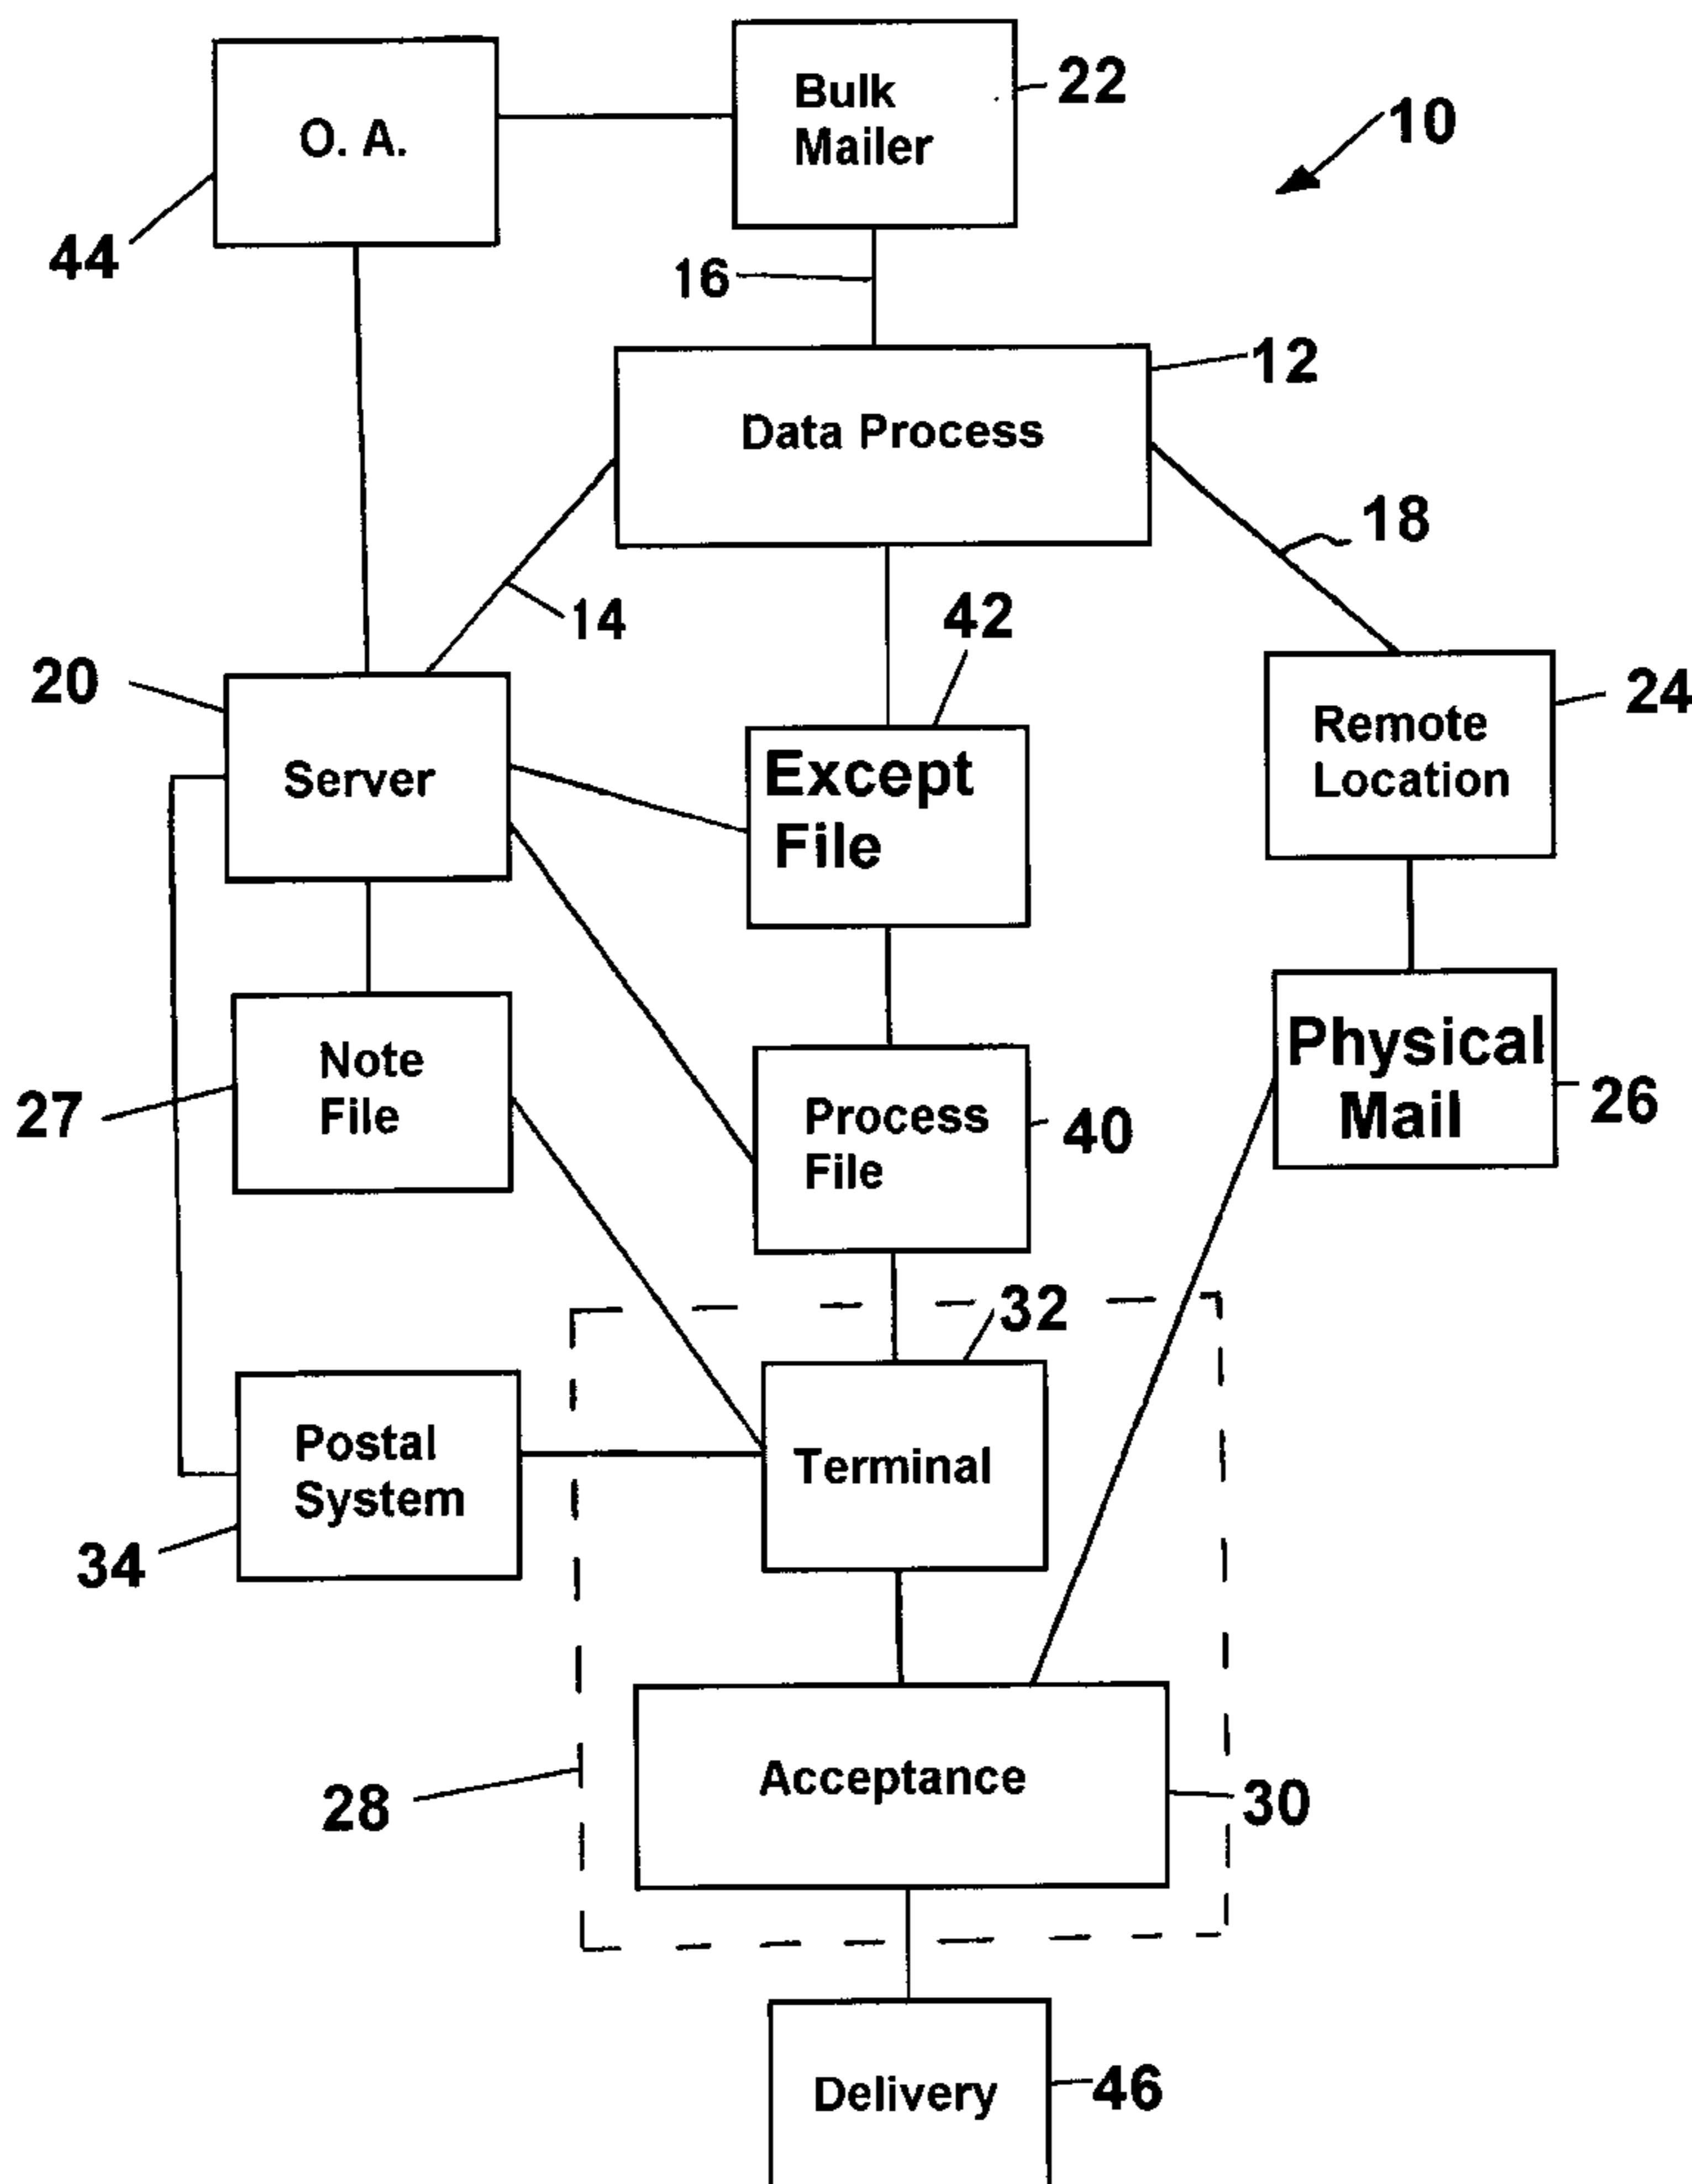 O. A.
Bulk
Mailer
22
10
44
16
12
Data Process
18
14
42
20
Server
Except
File
Remote
Location
24
Note
File
27
Process
File
40
Physical
Mail
26
32
Postal
System
34
Terminal
28
Acceptance
30
Delivery
46